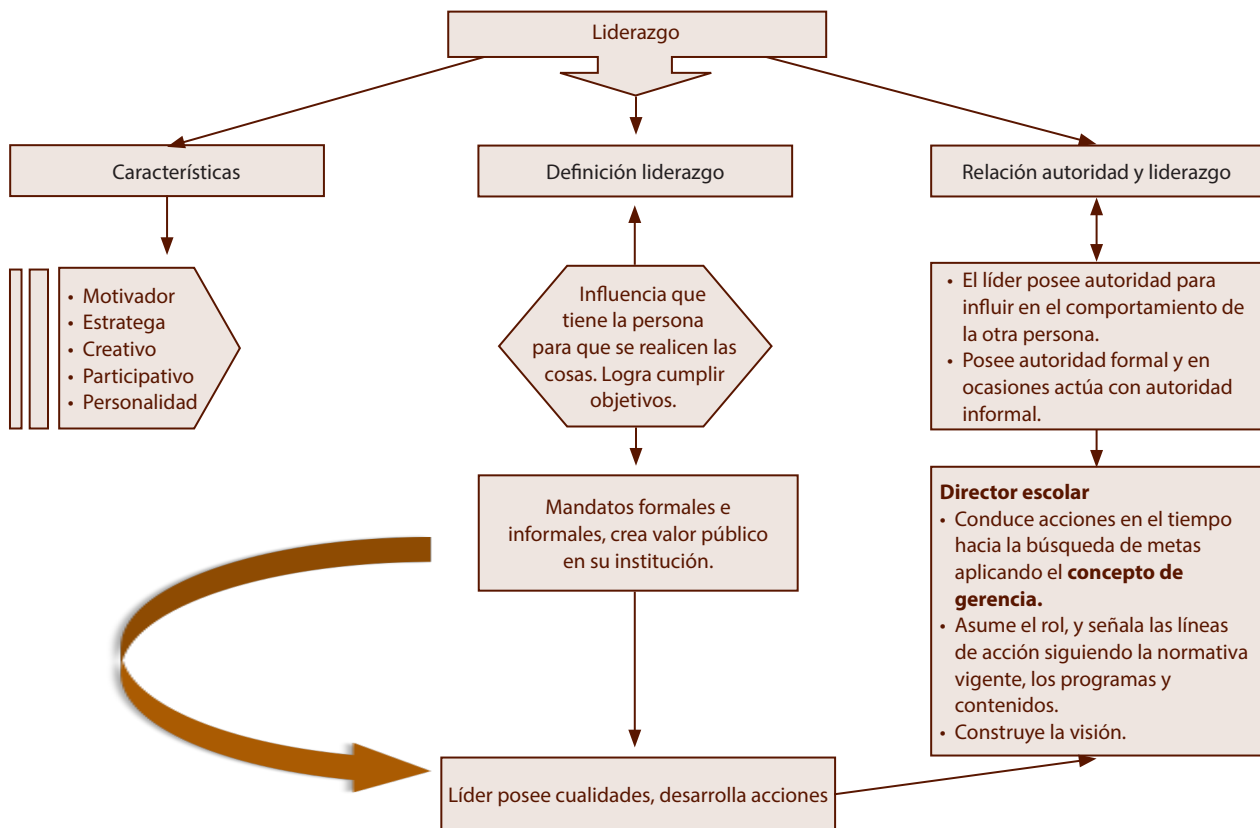 Liderazgo
Características
Definición liderazgo
Relación autoridad y liderazgo
• Motivador
• Estratega
• Creativo
• Participativo
• Personalidad
Influencia que
tiene la persona
para que se realicen las
cosas. Logra cumplir
objetivos.
• El líder posee autoridad para
influir en el comportamiento de
la otra persona.
• Posee autoridad formal y en
ocasiones actúa con autoridad
informal.
Mandatos formales e
informales, crea valor público
en su institución.
Director escolar
• Conduce acciones en el tiempo
hacia la búsqueda de metas
aplicando el concepto de
gerencia.
• Asume el rol, y señala las líneas
de acción siguiendo la normativa
vigente, los programas y
contenidos.
• Construye la visión.
Líder posee cualidades, desarrolla acciones